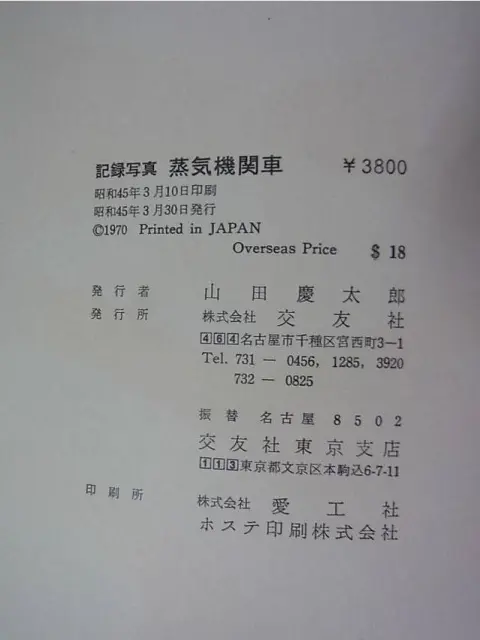 記録写真 蒸気機関車 ￥3800
昭和45年3月10日印刷
昭和45年3月30日発行
©1970 Printed in JAPAN
Overseas Price $ 18
発行者 山田慶太郎
発行所 株式会社 交友社
464名古屋市千種区宮西町3−1
Tel. 731 — 0456, 1285, 3920
732 — 0825
振替 名古屋 8502
交友社東京支店
113東京都文京区本駒込6-7-11
印刷所 株式会社 愛工社
ホステ印刷株式会社